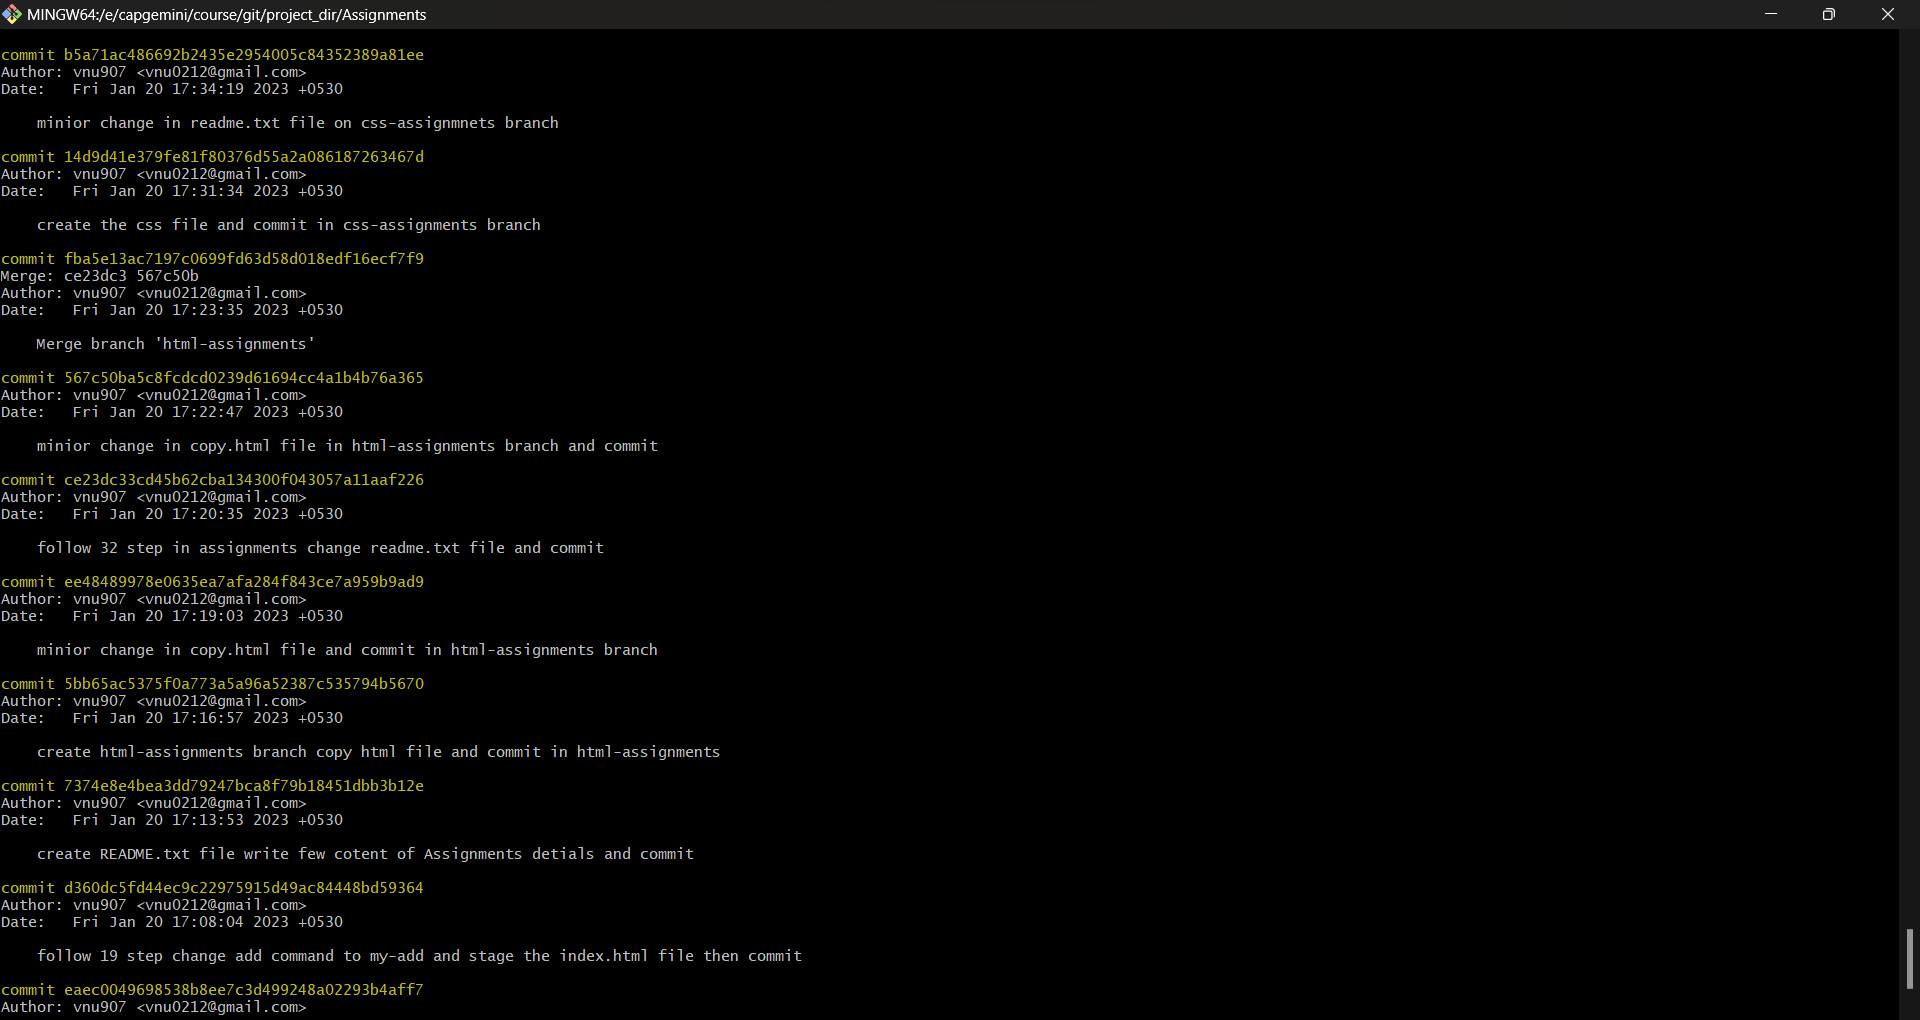 MINGW64:/e/capgemini/course/git/project_dir/Assignments
commit b5a71ac486692b2435e2954005c84352389a81ee
Author: vnu907 <vnu0212@gmail.com>
Date:   Fri Jan 20 17:34:19 2023 +0530
minior change in readme.txt file on css-assignmnets branch
commit 14d9d41e379fe81f80376d55a2a086187263467d
Author: vnu907 <vnu0212@gmail.com>
Date:   Fri Jan 20 17:31:34 2023 +0530
create the css file and commit in css-assignments branch
commit fba5e13ac7197c0699fd63d58d018edf16ecf7f9
Merge: ce23dc3 567c50b
Author: vnu907 <vnu0212@gmail.com>
Date:   Fri Jan 20 17:23:35 2023 +0530
Merge branch 'html-assignments'
commit 567c50ba5c8fcdcd0239d61694cc4a1b4b76a365
Author: vnu907 <vnu0212@gmail.com>
Date:   Fri Jan 20 17:22:47 2023 +0530
minior change in copy.html file in html-assignments branch and commit
commit ce23dc33cd45b62cba134300f043057a11aaf226
Author: vnu907 <vnu0212@gmail.com>
Date:   Fri Jan 20 17:20:35 2023 +0530
follow 32 step in assignments change readme.txt file and commit
commit ee48489978e0635ea7afa284f843ce7a959b9ad9
Author: vnu907 <vnu0212@gmail.com>
Date:   Fri Jan 20 17:19:03 2023 +0530
minior change in copy.html file and commit in html-assignments branch
commit 5bb65ac5375f0a773a5a96a52387c535794b5670
Author: vnu907 <vnu0212@gmail.com>
Date:   Fri Jan 20 17:16:57 2023 +0530
create html-assignments branch copy html file and commit in html-assignments
commit 7374e8e4bea3dd79247bca8f79b18451dbb3b12e
Author: vnu907 <vnu0212@gmail.com>
Date:   Fri Jan 20 17:13:53 2023 +0530
create README.txt file write few cotent of Assignments detials and commit
commit d360dc5fd44ec9c22975915d49ac84448bd59364
Author: vnu907 <vnu0212@gmail.com>
Date:   Fri Jan 20 17:08:04 2023 +0530
follow 19 step change add command to my-add and stage the index.html file then commit
commit eaec0049698538b8ee7c3d499248a02293b4aff7
Author: vnu907 <vnu0212@gmail.com>